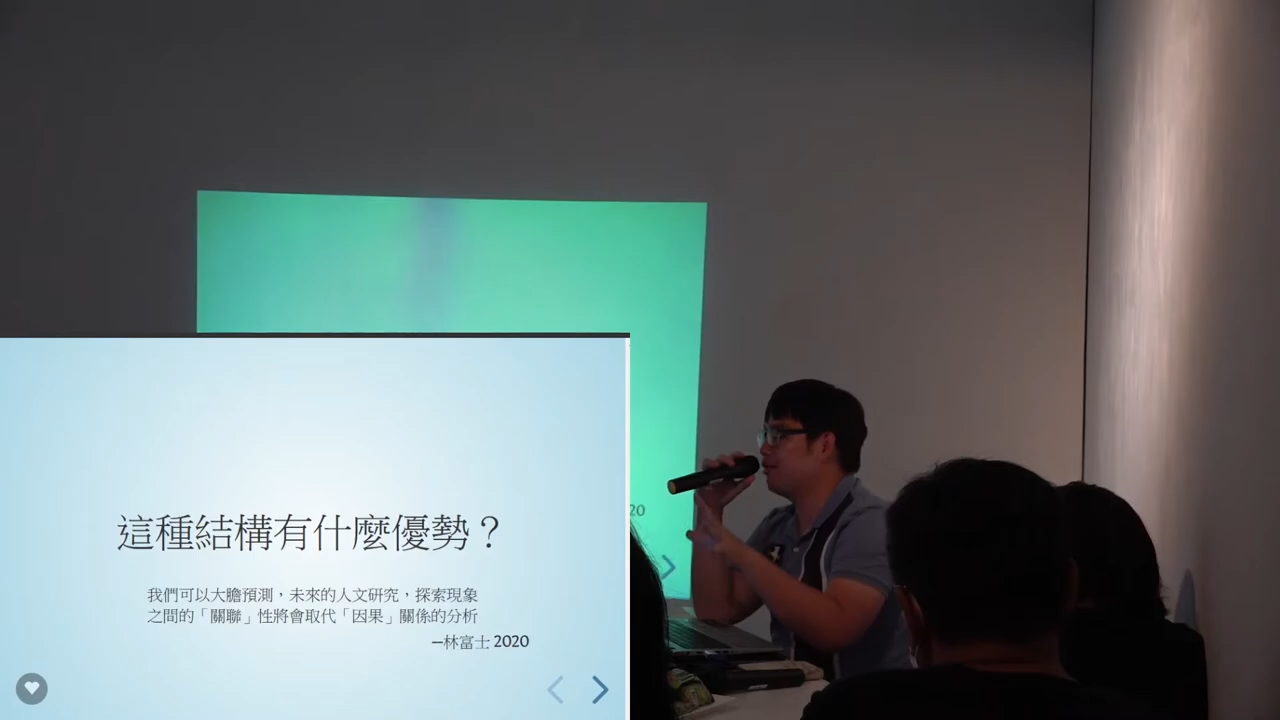 這種結構有什麼優勢？
我們可以大膽預測，未來的人文研究，探索現象
之間的「關聯」性將會取代「因果」關係的分析
--林富士 2020
20